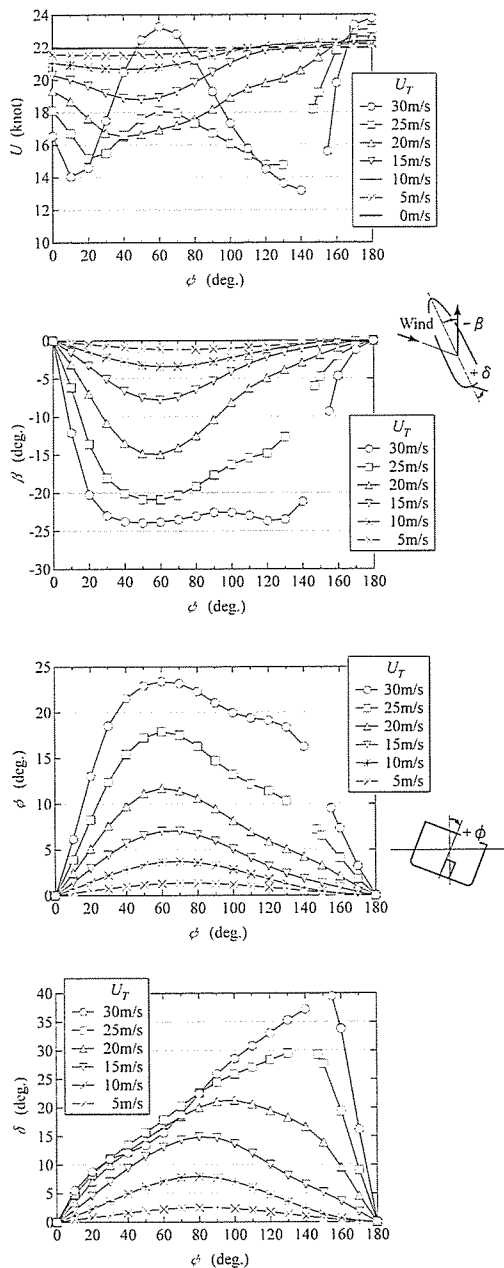 24
22
20
18
16
14
12
10
U (knot)
0 20 40 60 80 100 120 140 160 180
ϕ (deg.)
U_T
30m/s
25m/s
20m/s
15m/s
10m/s
5m/s
0m/s
0
-5
-10
-15
-20
-25
-30
β (deg.)
0 20 40 60 80 100 120 140 160 180
ϕ (deg.)
Wind
-β
+δ
U_T
30m/s
25m/s
20m/s
15m/s
10m/s
5m/s
25
20
15
10
5
0
ϕ (deg.)
0 20 40 60 80 100 120 140 160 180
ϕ (deg.)
U_T
30m/s
25m/s
20m/s
15m/s
10m/s
5m/s
+ϕ
40
35
30
25
20
15
10
5
0
δ (deg.)
0 20 40 60 80 100 120 140 160 180
ϕ (deg.)
U_T
30m/s
25m/s
20m/s
15m/s
10m/s
5m/s